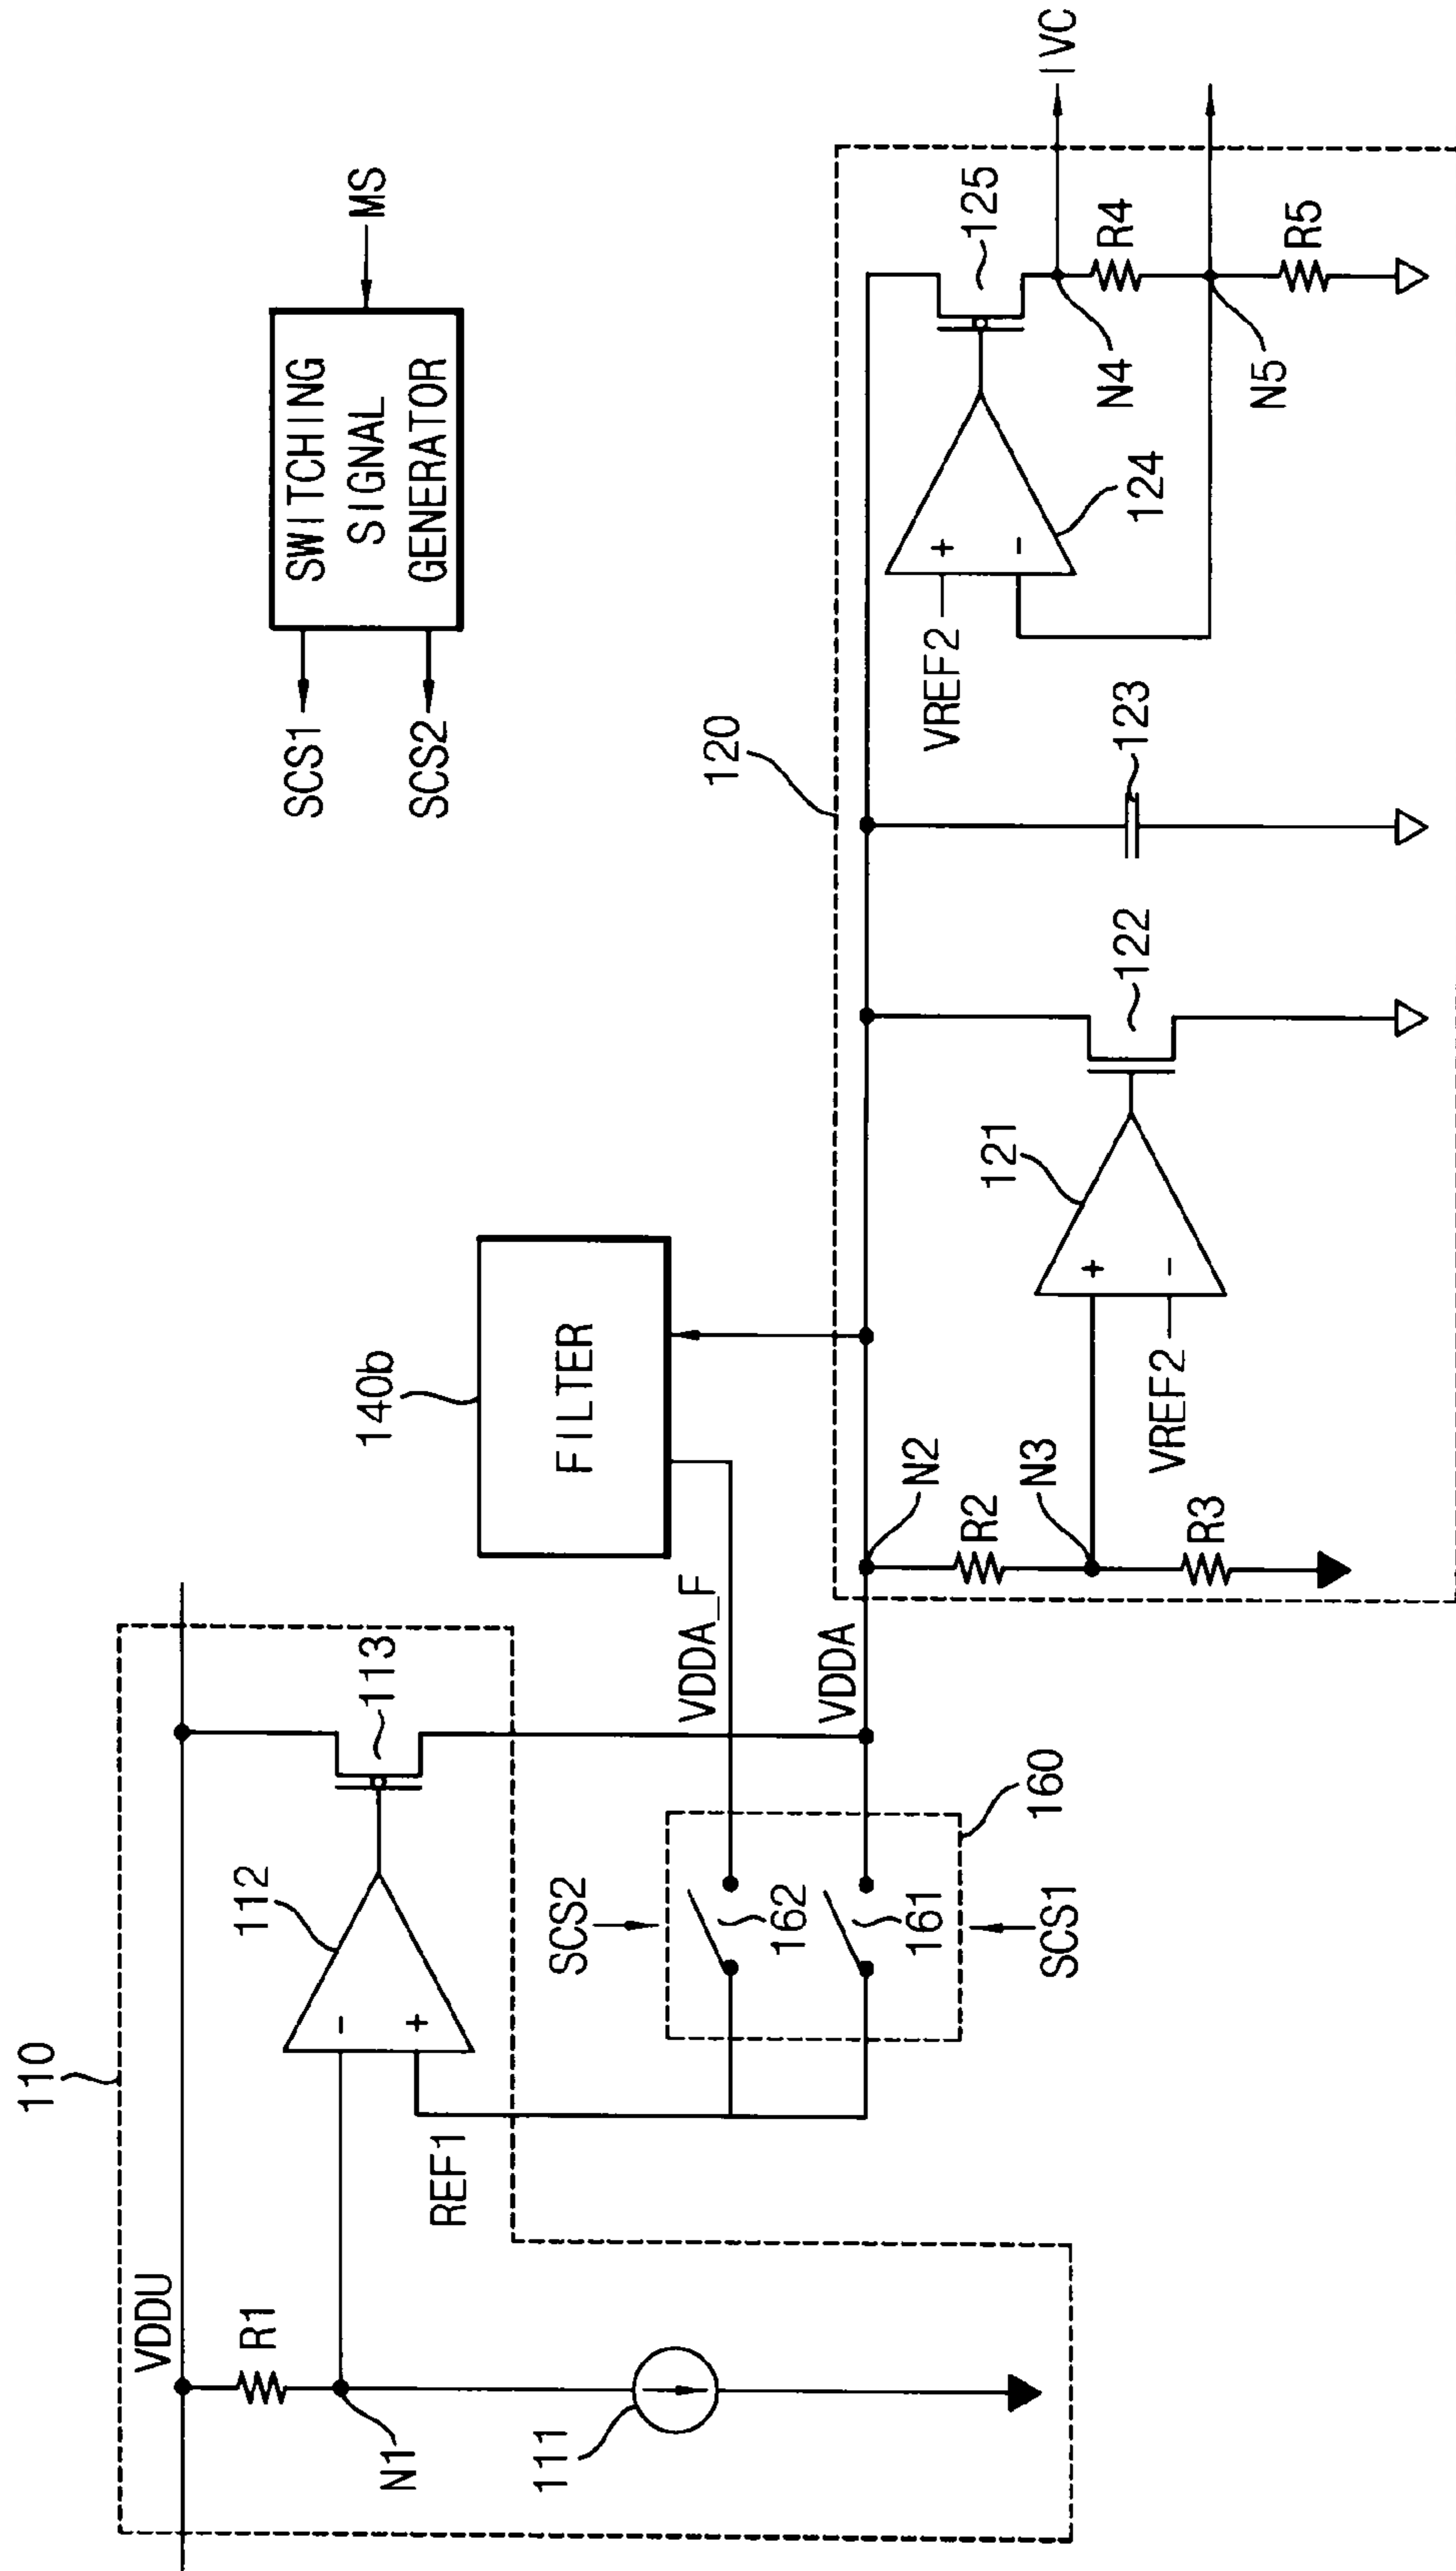 110
VDDU
R1
N1
111
REF1
112
113
SCS2
162
161
SCS1
160
VDDA_F
VDDA
140b
FILTER
SWITCHING
SIGNAL
GENERATOR
MS
SCS1
SCS2
120
N2
R2
N3
R3
+
-
VREF2
121
122
123
VREF2
+
-
124
125
N4
R4
N5
R5
IVC
-
+